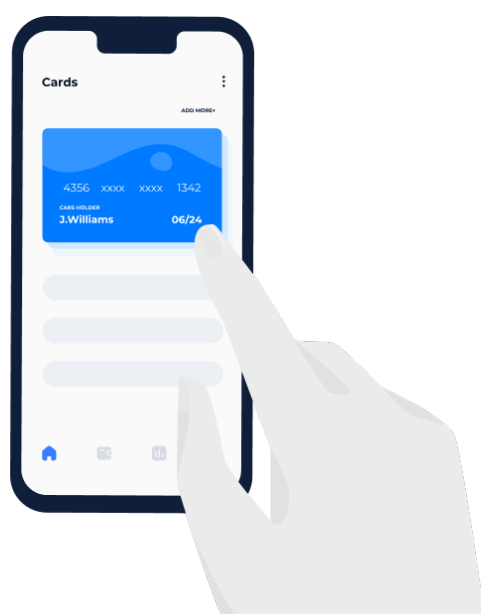 Cards
ADD MORE+
4356 xxxx xxxx 1342
CARS HOLDER
J.Williams 06/24